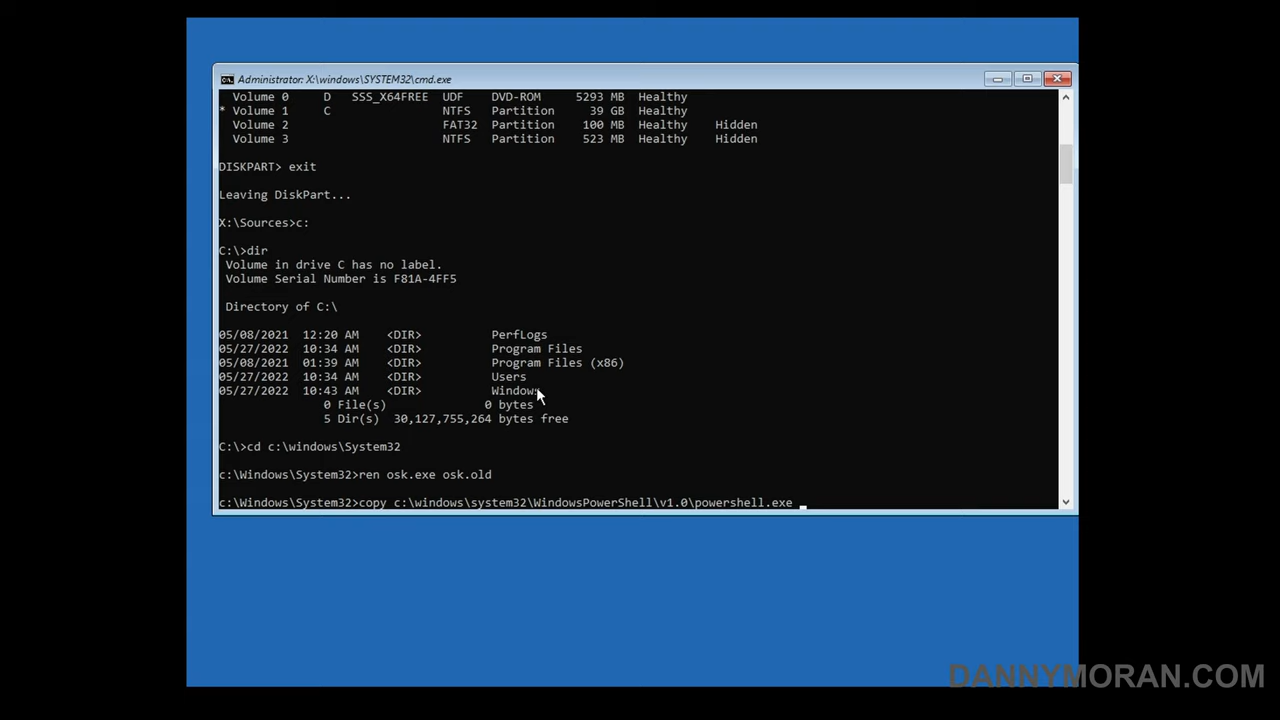 Administrator: X:\windows\SYSTEM32\cmd.exe
Volume 0 D SSS_X64FREE UDF DVD-ROM 5293 MB Healthy
* Volume 1 C NTFS Partition 39 GB Healthy
Volume 2 FAT32 Partition 100 MB Healthy Hidden
Volume 3 NTFS Partition 523 MB Healthy Hidden
DISKPART> exit
Leaving DiskPart...
X:\Sources>c:
C:\>dir
Volume in drive C has no label.
Volume Serial Number is F81A-4FF5
Directory of C:\
05/08/2021 12:20 AM <DIR> PerfLogs
05/27/2022 10:34 AM <DIR> Program Files
05/08/2021 01:39 AM <DIR> Program Files (x86)
05/27/2022 10:34 AM <DIR> Users
05/27/2022 10:43 AM <DIR> Windows
0 File(s) 0 bytes
5 Dir(s) 30,127,755,264 bytes free
C:\>cd c:\windows\System32
c:\Windows\System32>ren osk.exe osk.old
c:\Windows\System32>copy c:\windows\system32\WindowsPowerShell\v1.0\powershell.exe _
DANNYMORAN.COM